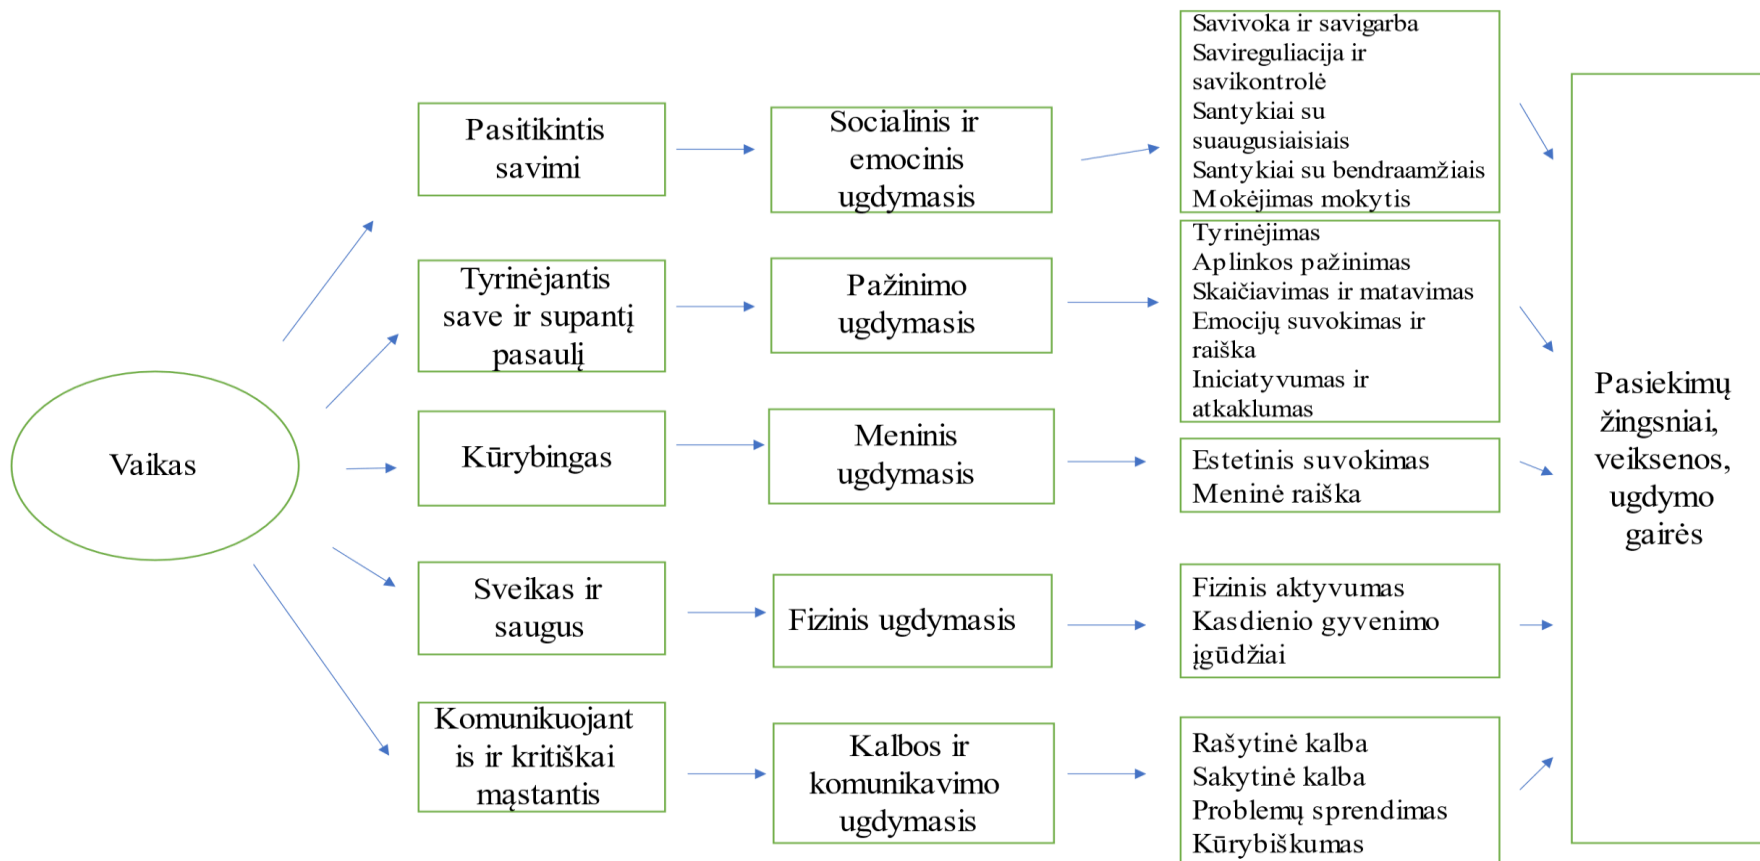 Vaikas
Pasitikintis
savimi
Socialinis ir
emocinis
ugdymasis
Savivoka ir savigarba
Savireguliacija ir
savikontrolė
Santykiai su
suaugusiaisiais
Santykiai su bendraamžiais
Mokėjimas mokytis
Tyrinėjantis
save ir supantį
pasaulį
Pažinimo
ugdymasis
Tyrinėjimas
Aplinkos pažinimas
Skaičiavimas ir matavimas
Emocijų suvokimas ir
raiška
Iniciatyvumas ir
atkaklumas
Kūrybingas
Meninis
ugdymasis
Estetinis suvokimas
Meninė raiška
Sveikas ir
saugus
Fizinis ugdymasis
Fizinis aktyvumas
Kasdienio gyvenimo
įgūdžiai
Komunikuojant
is ir kritiškai
mąstantis
Kalbos ir
komunikavimo
ugdymasis
Rašytinė kalba
Sakytinė kalba
Problemų sprendimas
Kūrybiškumas
Pasiekimų
žingsniai,
veiksenos,
ugdymo
gairės